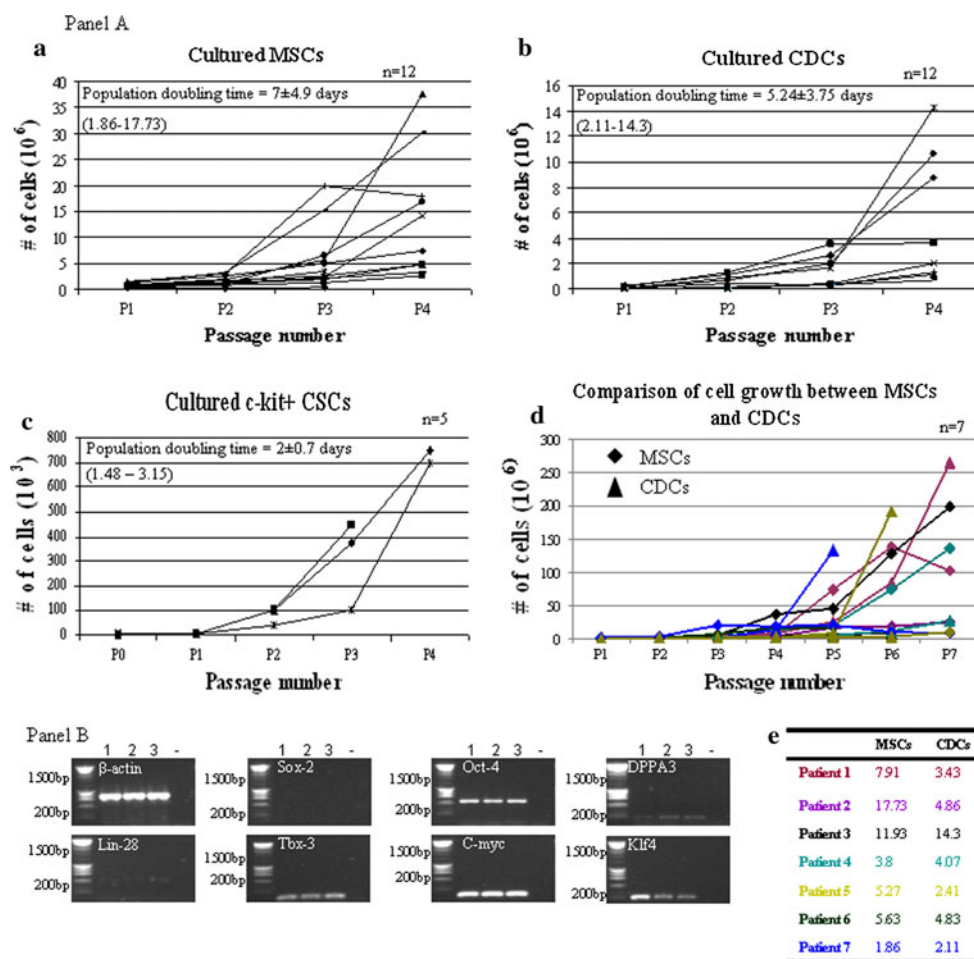 Panel A
a
Cultured MSCs
n=12
Population doubling time = 7±4.9 days
(1.86-17.73)
# of cells (10⁶)
40
35
30
25
20
15
10
5
0
P1 P2 P3 P4
Passage number
b
Cultured CDCs
n=12
Population doubling time = 5.24±3.75 days
(2.11-14.3)
# of cells (10⁶)
16
14
12
10
8
6
4
2
0
P1 P2 P3 P4
Passage number
c
Cultured c-kit+ CSCs
n=5
Population doubling time = 2±0.7 days
(1.48 – 3.15)
# of cells (10³)
800
700
600
500
400
300
200
100
0
P0 P1 P2 P3 P4
Passage number
d
Comparison of cell growth between MSCs
and CDCs
n=7
MSCs
CDCs
# of cells (10⁶)
300
250
200
150
100
50
0
P1 P2 P3 P4 P5 P6 P7
Passage number
Panel B
1 2 3 -
1500bp
200bp
β-actin
1 2 3 -
1500bp
200bp
Sox-2
1 2 3 -
1500bp
200bp
Oct-4
1 2 3 -
1500bp
200bp
DPPA3
1500bp
200bp
Lin-28
1500bp
200bp
Tbx-3
1500bp
200bp
C-myc
1500bp
200bp
Klf4
e
MSCs CDCs
Patient 1 7.91 3.43
Patient 2 17.73 4.86
Patient 3 11.93 14.3
Patient 4 3.8 4.07
Patient 5 5.27 2.41
Patient 6 5.63 4.83
Patient 7 1.86 2.11